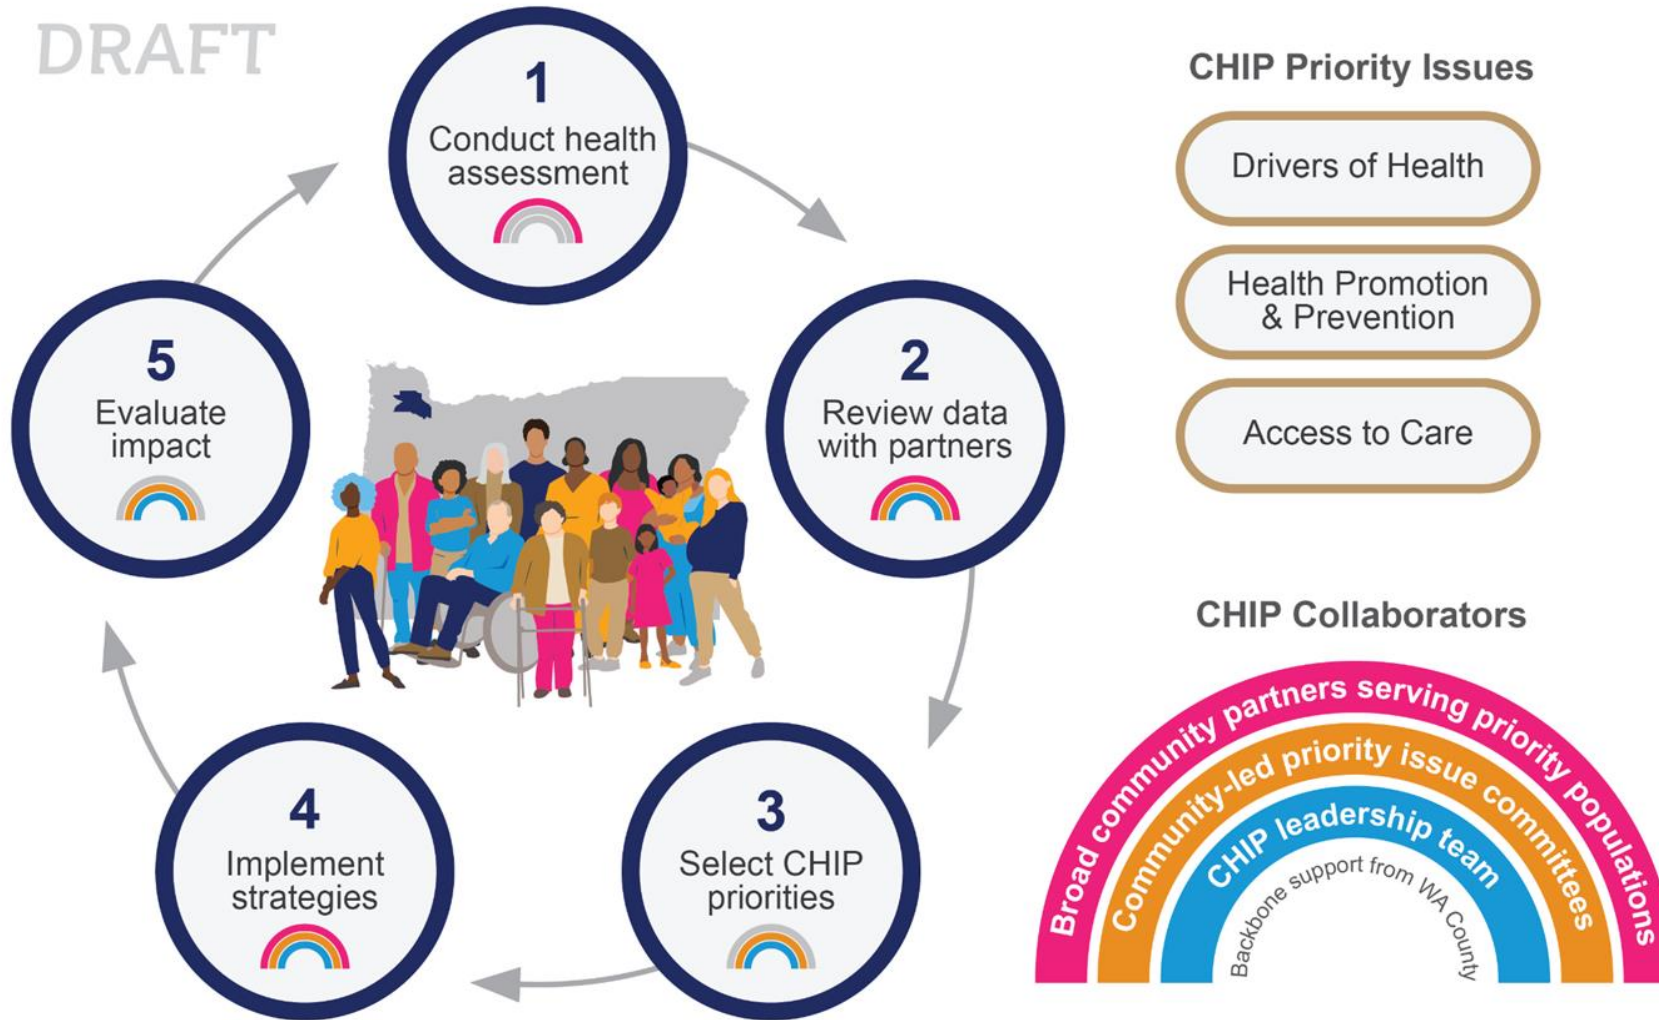 DRAFT
1
Conduct health
assessment
2
Review data
with partners
3
Select CHIP
priorities
4
Implement
strategies
5
Evaluate
impact
CHIP Priority Issues
Drivers of Health
Health Promotion
& Prevention
Access to Care
CHIP Collaborators
Broad community partners serving priority populations
Community-led priority issue committees
CHIP leadership team
Backbone support from WA County